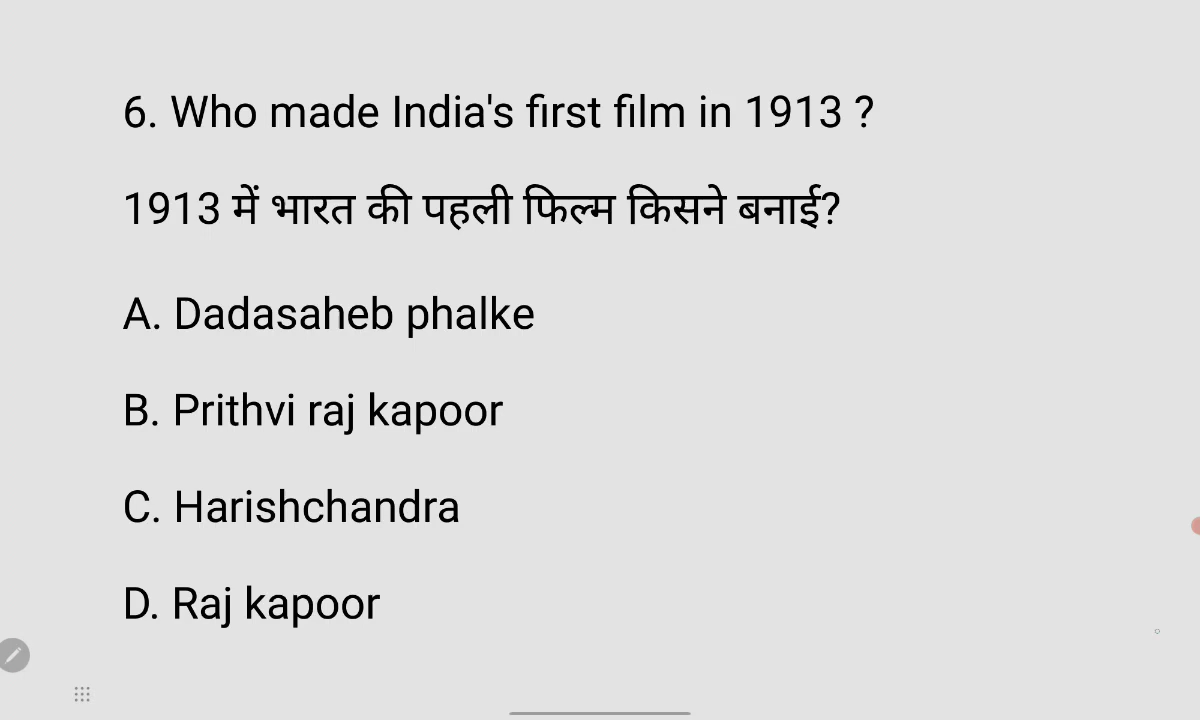 6. Who made India's first film in 1913 ?
1913 में भारत की पहली फिल्म किसने बनाई?
A. Dadasaheb phalke
B. Prithvi raj kapoor
C. Harishchandra
D. Raj kapoor